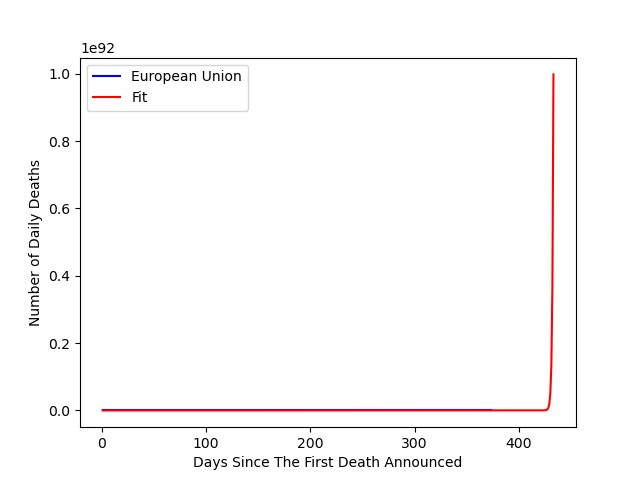 1e92
European Union
Fit
1.0
0.8
0.6
0.4
0.2
0.0
Number of Daily Deaths
0 100 200 300 400
Days Since The First Death Announced